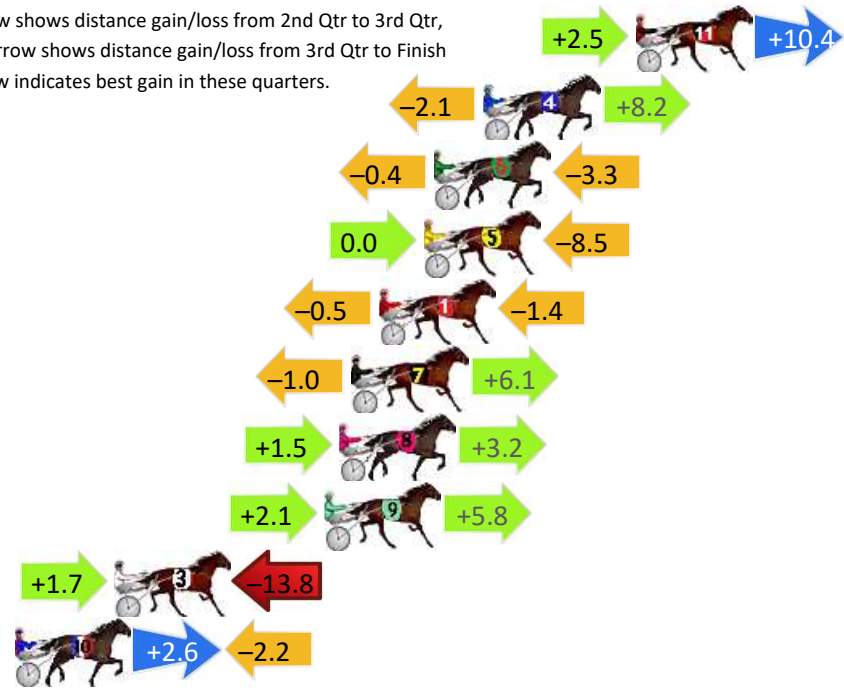 w shows distance gain/loss from 2nd Qtr to 3rd Qtr,
rrow shows distance gain/loss from 3rd Qtr to Finish
w indicates best gain in these quarters.
+2.5 11 +10.4
–2.1 4 +8.2
–0.4 6 –3.3
0.0 5 –8.5
–0.5 1 –1.4
–1.0 7 +6.1
+1.5 8 +3.2
+2.1 9 +5.8
+1.7 3 –13.8
10 +2.6 –2.2